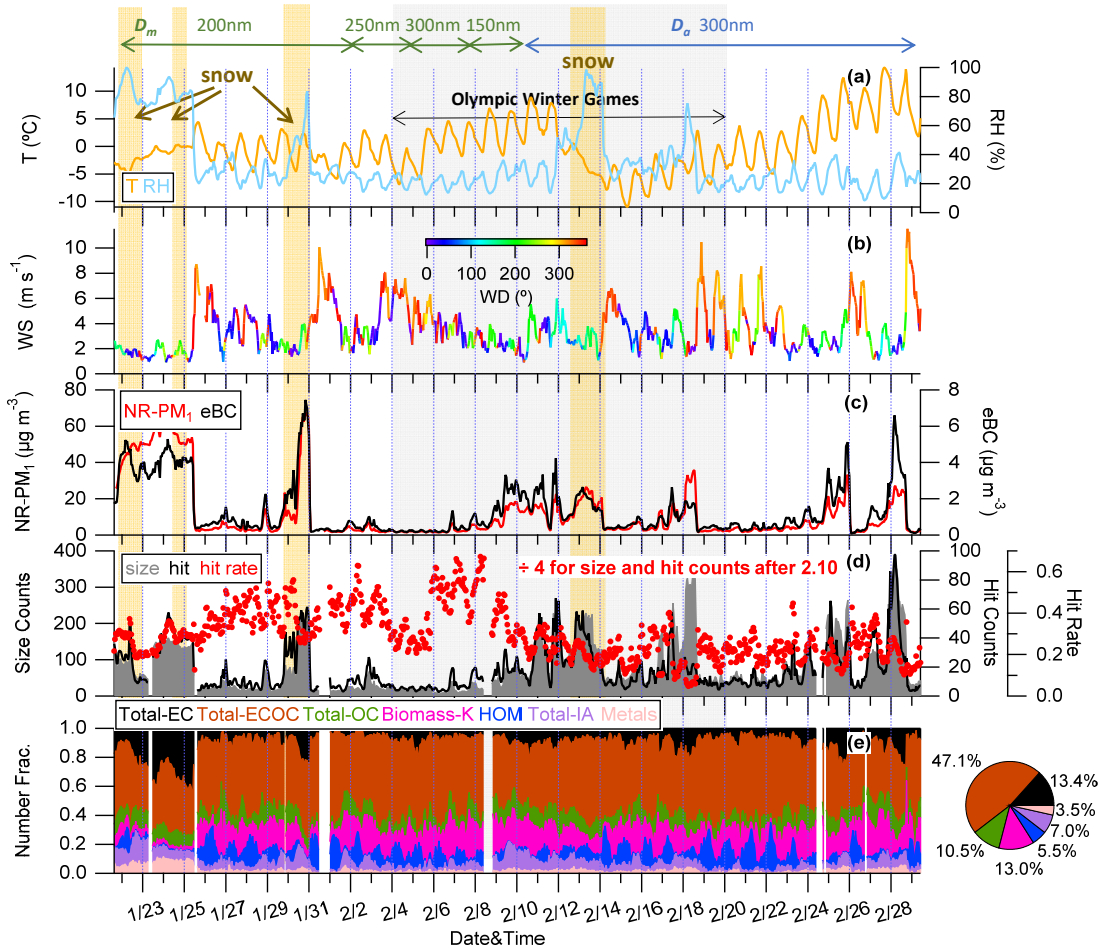 Dm 200nm 250nm 300nm 150nm Da 300nm
snow
snow
Olympic Winter Games
(a)
T (ºC)
10
5
0
-5
-10
T RH
100
80
60
40
20
0
RH (%)
(b)
WS (m s-1)
10
8
6
4
2
0
0 100 200 300
WD (º)
(c)
NR-PM1 (µg m-3)
80
60
40
20
0
NR-PM1 eBC
8
6
4
2
0
eBC (µg m-3)
(d)
Size Counts
400
300
200
100
0
size hit hit rate
÷ 4 for size and hit counts after 2.10
100
80
60
40
20
0
Hit Counts
0.6
0.4
0.2
0.0
Hit Rate
Total-EC Total-ECOC Total-OC Biomass-K HOM Total-IA Metals
(e)
Number Frac.
1.0
0.8
0.6
0.4
0.2
0.0
47.1%
13.4%
3.5%
7.0%
5.5%
13.0%
10.5%
1/23 1/25 1/27 1/29 1/31 2/2 2/4 2/6 2/8 2/10 2/12 2/14 2/16 2/18 2/20 2/22 2/24 2/26 2/28
Date&Time